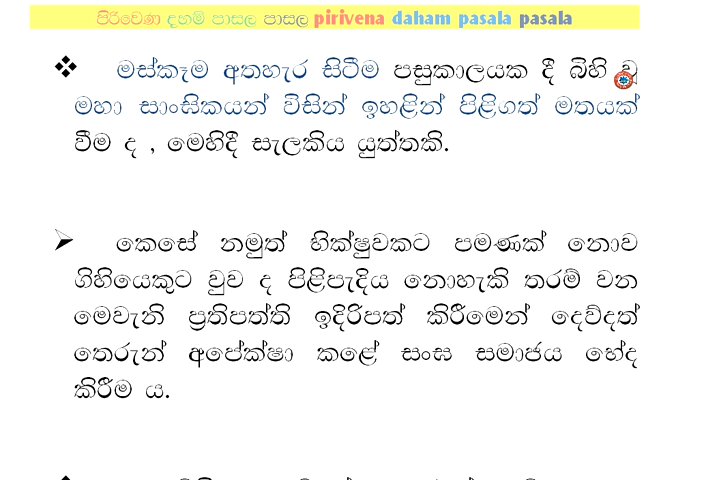 පිරිවෙණ දහම් පාසල පාසල pirivena daham pasala pasala
❖ මස්කෑම අතහැර සිටීම පසුකාලයක දී බිහි වූ
මහා සාංඝිකයන් විසින් ඉහළින් පිළිගත් මතයක්
වීම ද , මෙහිදී සැලකිය යුත්තකි.
➢ කෙසේ නමුත් භික්ෂුවකට පමණක් නොව
ගිහියෙකුට වුව ද පිළිපැදිය නොහැකි තරම් වන
මෙවැනි ප්‍රතිපත්ති ඉදිරිපත් කිරීමෙන් දෙව්දත්
තෙරුන් අපේක්ෂා කළේ සංඝ සමාජය භේද
කිරීම ය.